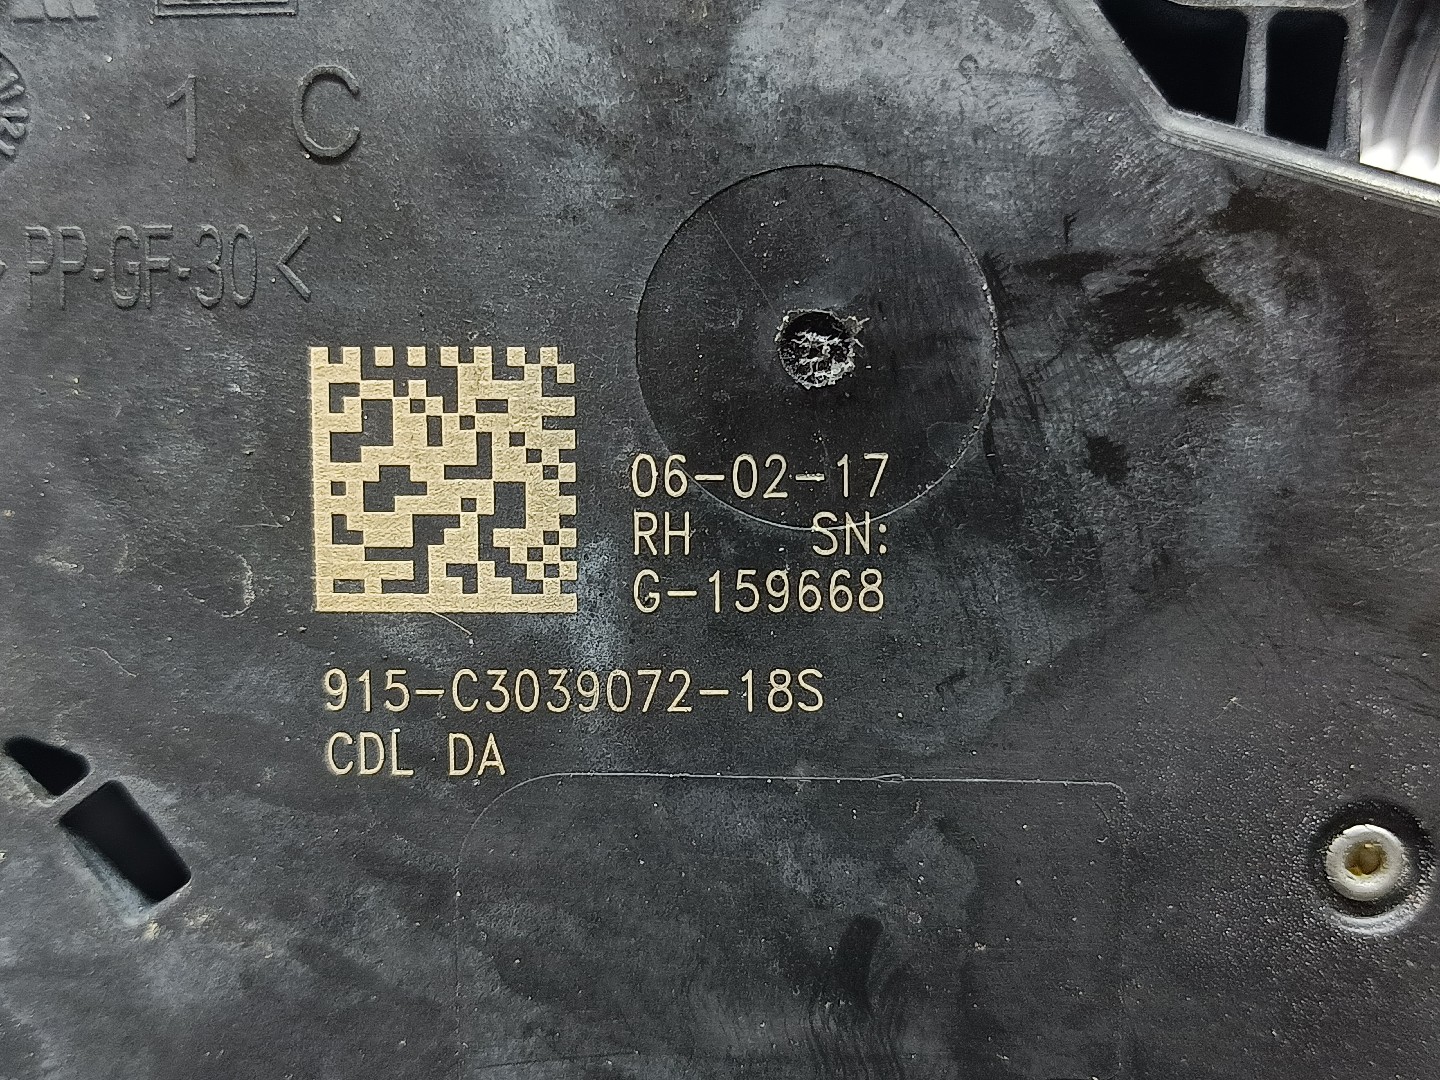 1 C
>PP-GF-30<
06-02-17
RH SN:
G-159668
915-C3039072-18S
CDL DA